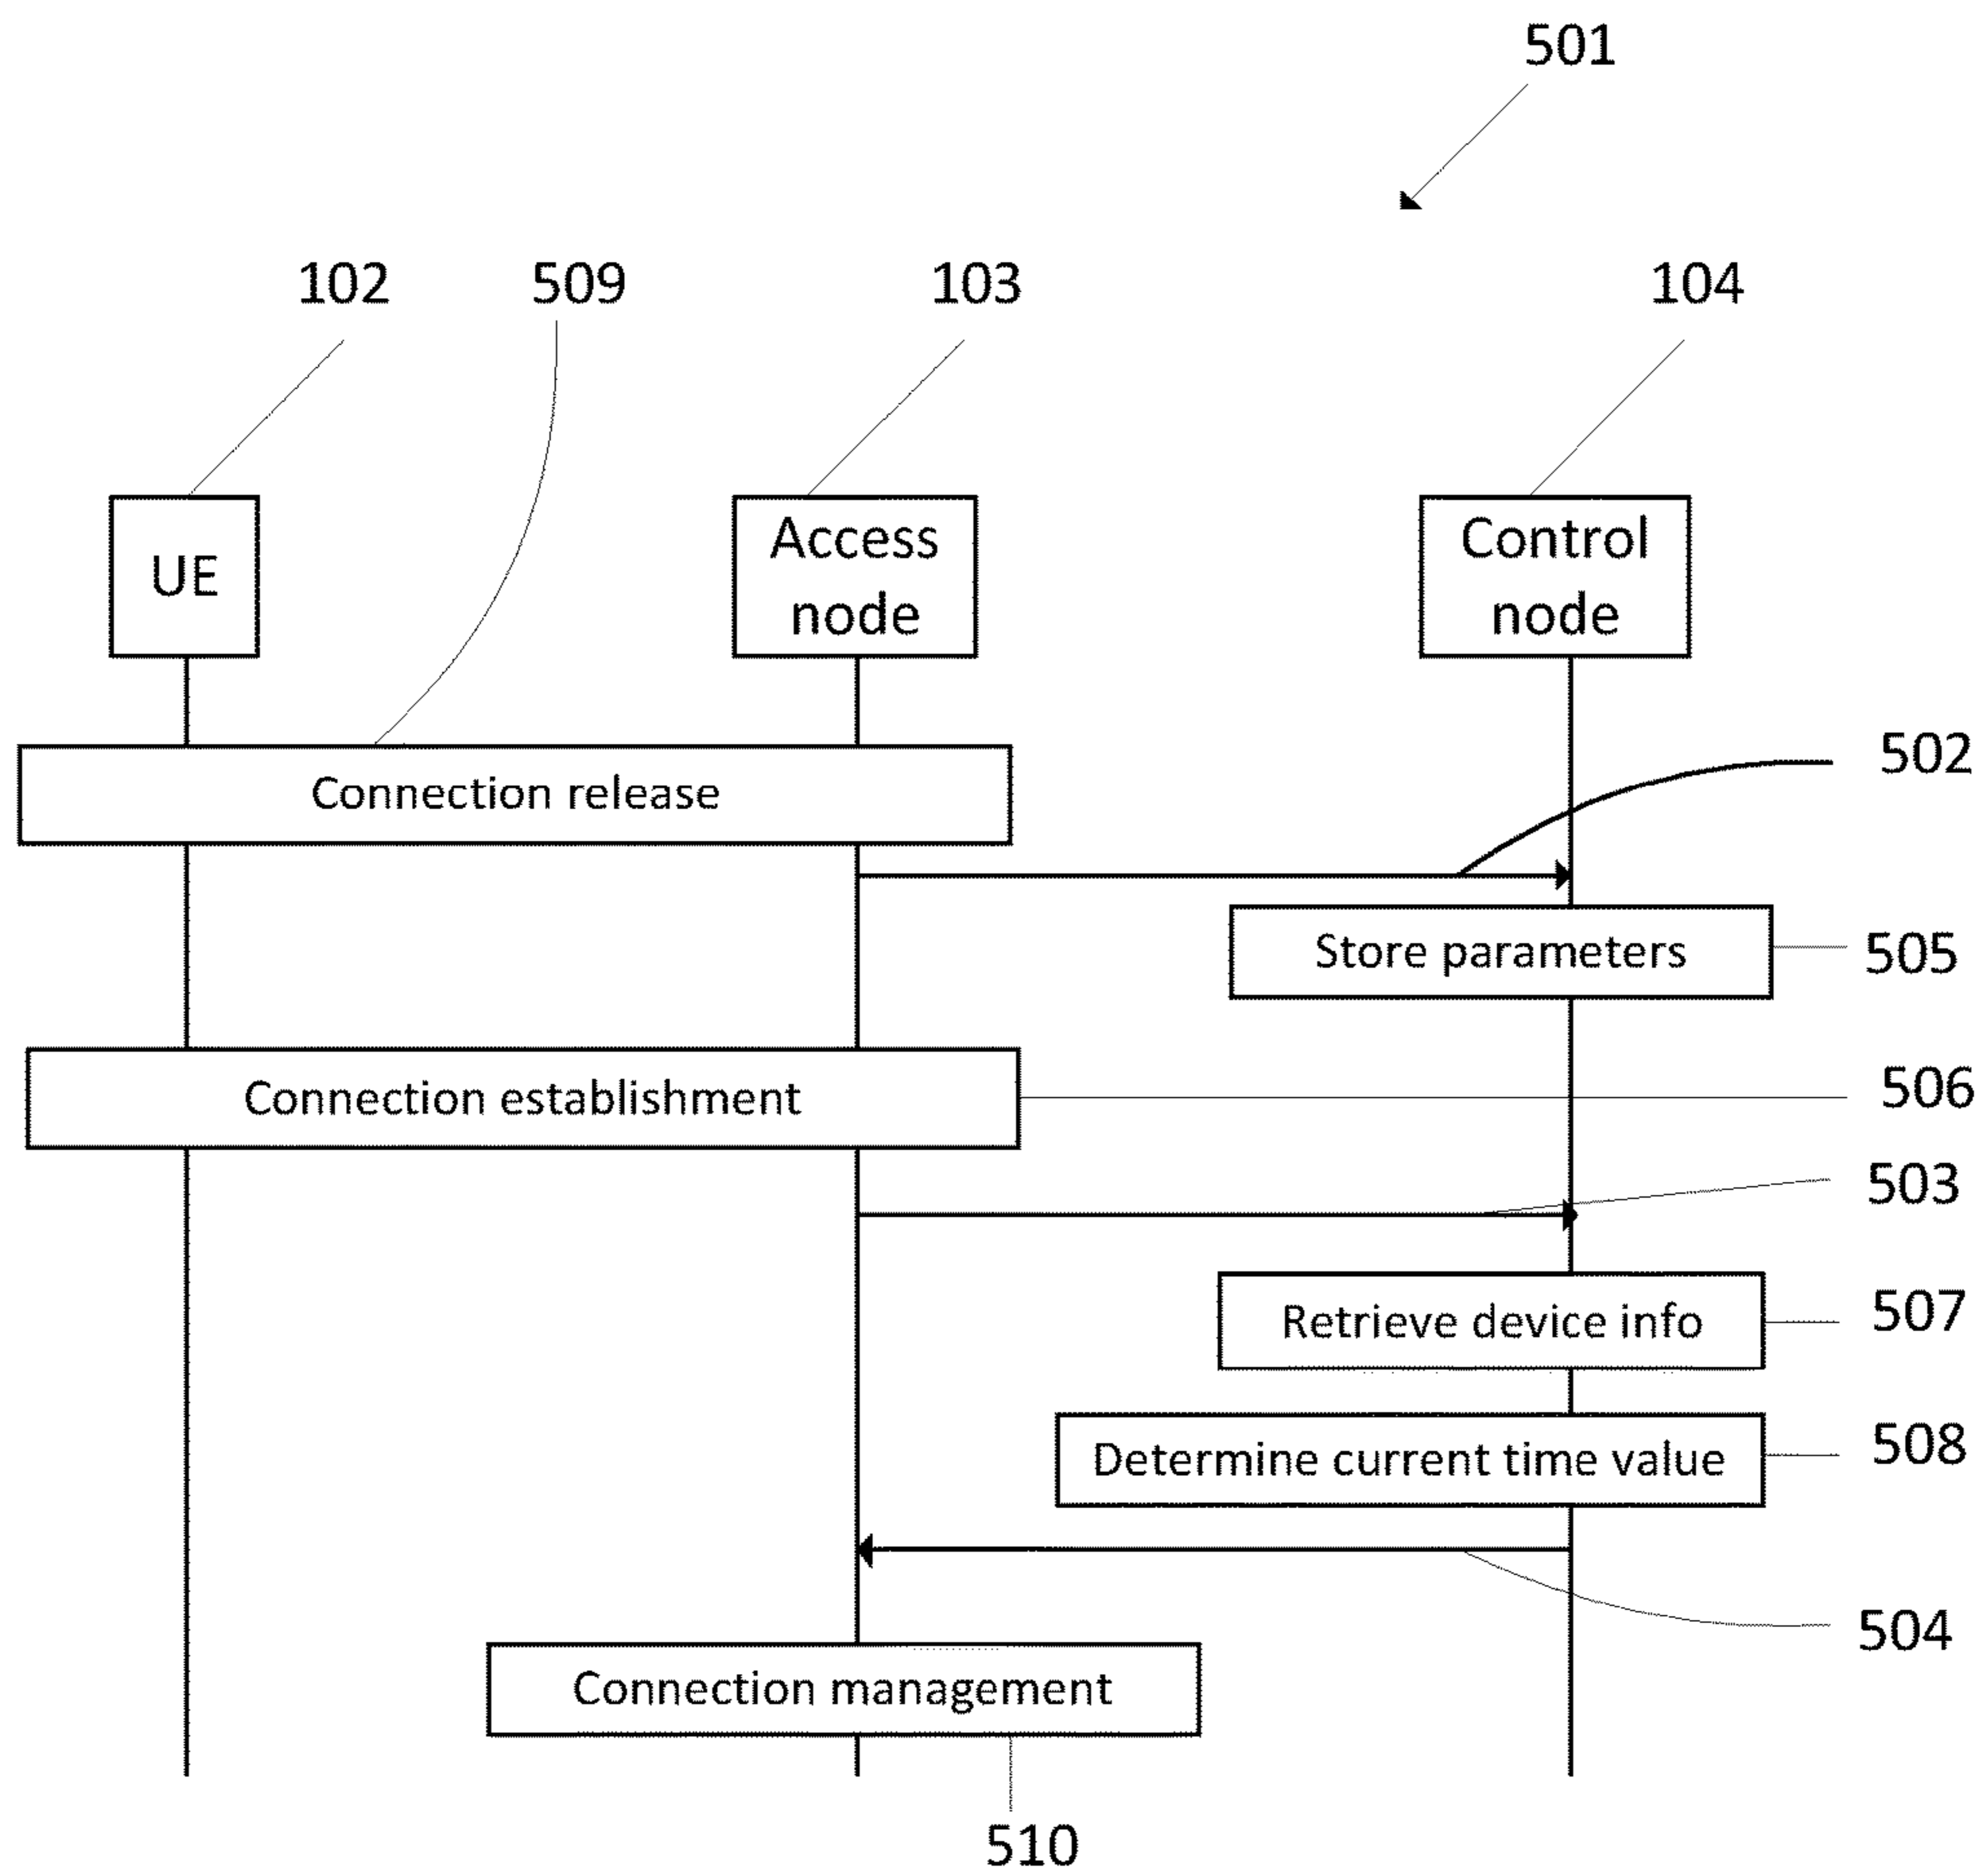 501
102
509
103
104
UE
Access
node
Control
node
Connection release
502
Store parameters
505
Connection establishment
506
503
Retrieve device info
507
Determine current time value
508
504
Connection management
510